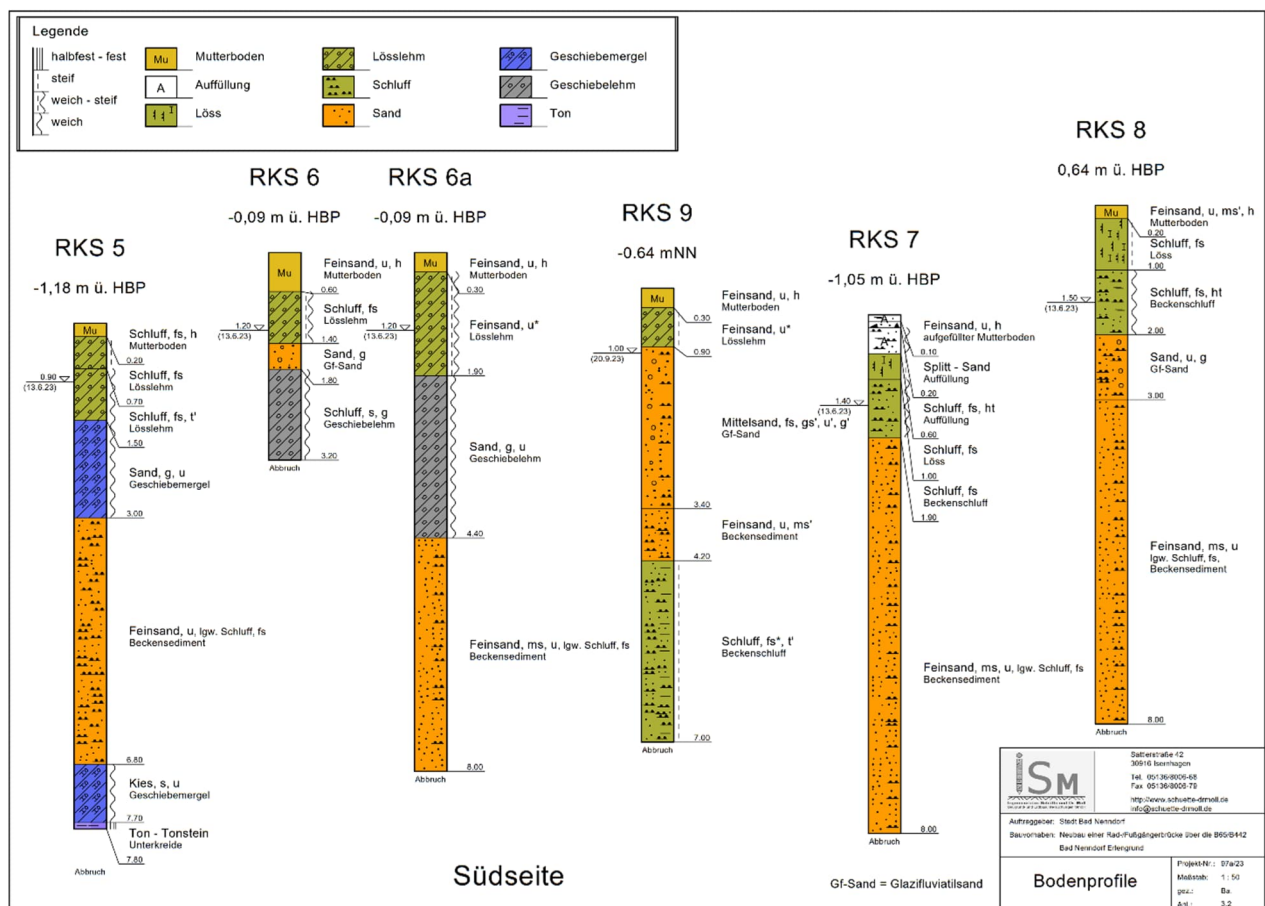 Legende
halbfest - fest
steif
weich - steif
weich
Mu
Mutterboden
A
Auffüllung
Löss
Lösslehm
Schluff
Sand
Geschiebemergel
Geschiebelehm
Ton
RKS 5
-1,18 m ü. HBP
Mu
0.90
(13.6.23)
Schluff, fs, h
Mutterboden
0.20
Schluff, fs
Lösslehm
0.70
Schluff, fs, t'
Lösslehm
1.50
Sand, g, u
Geschiebemergel
3.00
Feinsand, u, lgw. Schluff, fs
Beckensediment
6.80
Kies, s, u
Geschiebemergel
7.70
Ton - Tonstein
Unterkreide
7.80
Abbruch
RKS 6
-0,09 m ü. HBP
Mu
1.20
(13.6.23)
Feinsand, u, h
Mutterboden
0.60
Schluff, fs
Lösslehm
1.40
Sand, g
Gf-Sand
1.80
Schluff, s, g
Geschiebelehm
3.20
Abbruch
RKS 6a
-0,09 m ü. HBP
Mu
1.20
(13.6.23)
Feinsand, u, h
Mutterboden
0.30
Feinsand, u*
Lösslehm
1.90
Sand, g, u
Geschiebelehm
4.40
Feinsand, ms, u, lgw. Schluff, fs
Beckensediment
8.00
Abbruch
RKS 9
-0.64 mNN
Mu
1.00
(20.9.23)
Feinsand, u, h
Mutterboden
0.30
Feinsand, u*
Lösslehm
0.90
Mittelsand, fs, gs', u', g'
Gf-Sand
3.40
Feinsand, u, ms'
Beckensediment
4.20
Schluff, fs*, t'
Beckenschluff
7.00
Abbruch
RKS 7
-1,05 m ü. HBP
A
A
1.40
(13.6.23)
Feinsand, u, h
aufgefüllter Mutterboden
0.10
Splitt - Sand
Auffüllung
0.20
Schluff, fs, ht
Auffüllung
0.60
Schluff, fs
Löss
1.00
Schluff, fs
Beckenschluff
1.90
Feinsand, ms, u, lgw. Schluff, fs
Beckensediment
8.00
Abbruch
RKS 8
0,64 m ü. HBP
Mu
1.50
(13.6.23)
Feinsand, u, ms', h
Mutterboden
0.20
Schluff, fs
Löss
1.00
Schluff, fs, ht
Beckenschluff
2.00
Sand, u, g
Gf-Sand
3.00
Feinsand, ms, u
lgw. Schluff, fs,
Beckensediment
8.00
Abbruch
Südseite
Gf-Sand = Glazifluviatilsand
SM
30916 Isernhagen
Tel. 05136/8006-68
Fax 05136/8006-79
http://www.schuette-drmoll.de
info@schuette-drmoll.de
Auftraggeber: Stadt Bad Nenndorf
Bauvorhaben: Neubau einer Rad-/Fußgängerbrücke über die B65/B442
Bad Nenndorf Erlengrund
Bodenprofile
Projekt-Nr.: 07a/23
Maßstab: 1 : 50
gez.: Ba.
Anl.: 3.2